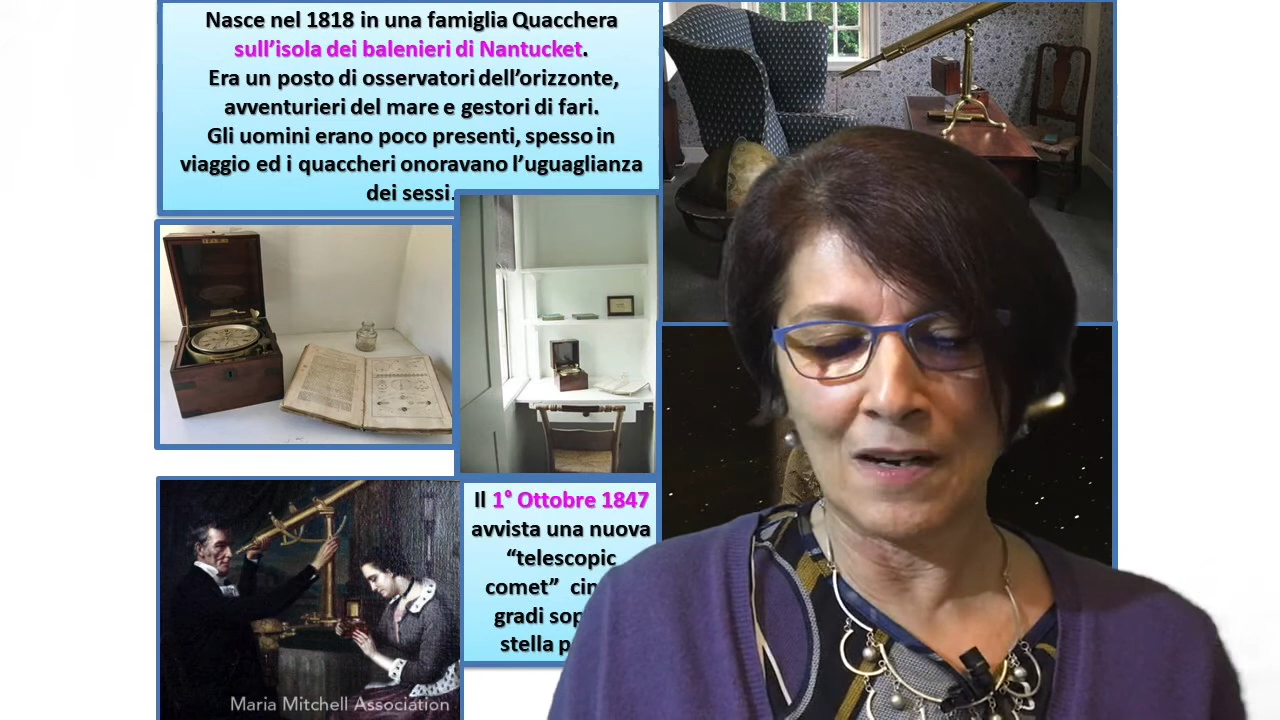 Nasce nel 1818 in una famiglia Quacchera
sull’isola dei balenieri di Nantucket.
Era un posto di osservatori dell’orizzonte,
avventurieri del mare e gestori di fari.
Gli uomini erano poco presenti, spesso in
viaggio ed i quaccheri onoravano l’uguaglianza
dei sessi.
Il 1° Ottobre 1847
avvista una nuova
“telescopic
comet”
gradi
stella
Maria Mitchell Association